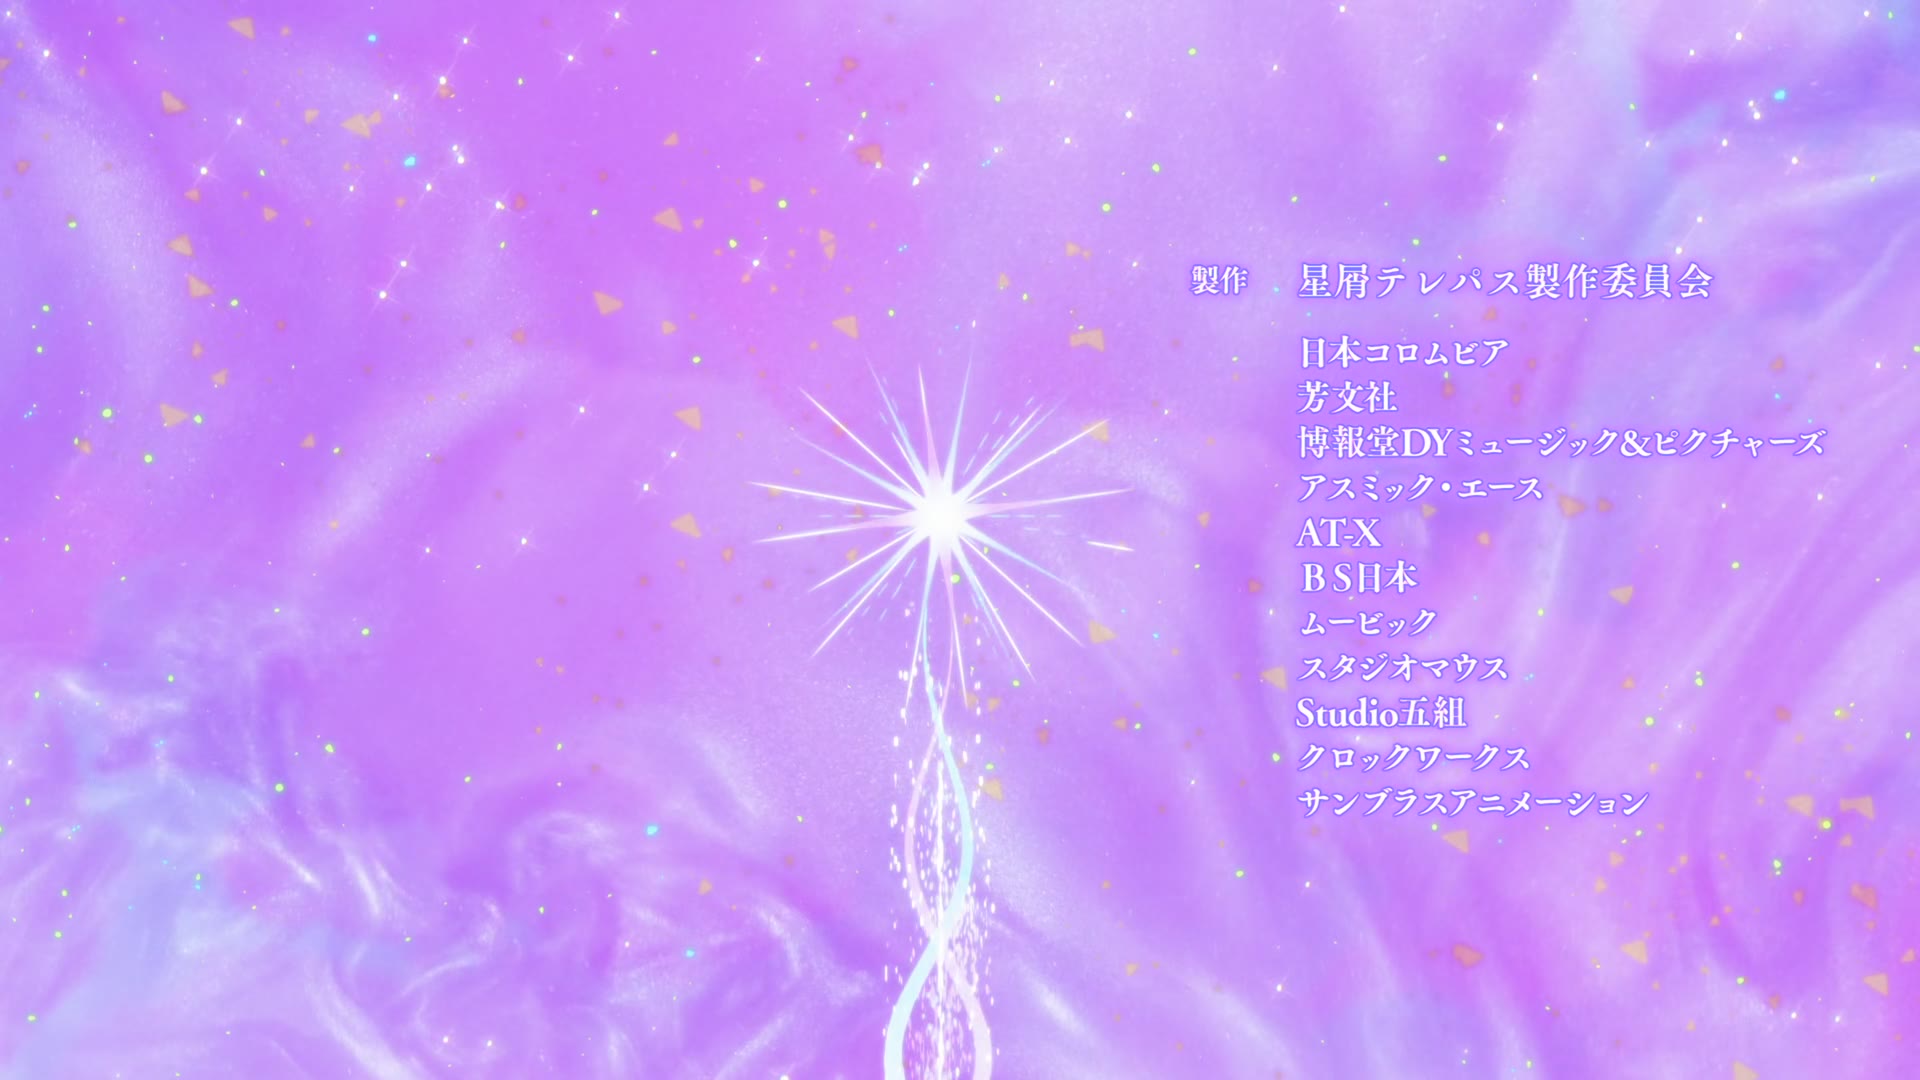 製作 星屑テレパス製作委員会
日本コロムビア
芳文社
博報堂DYミュージック&ピクチャーズ
アスミック・エース
AT-X
ＢＳ日本
ムービック
スタジオマウス
Studio五組
クロックワークス
サンブラスアニメーション